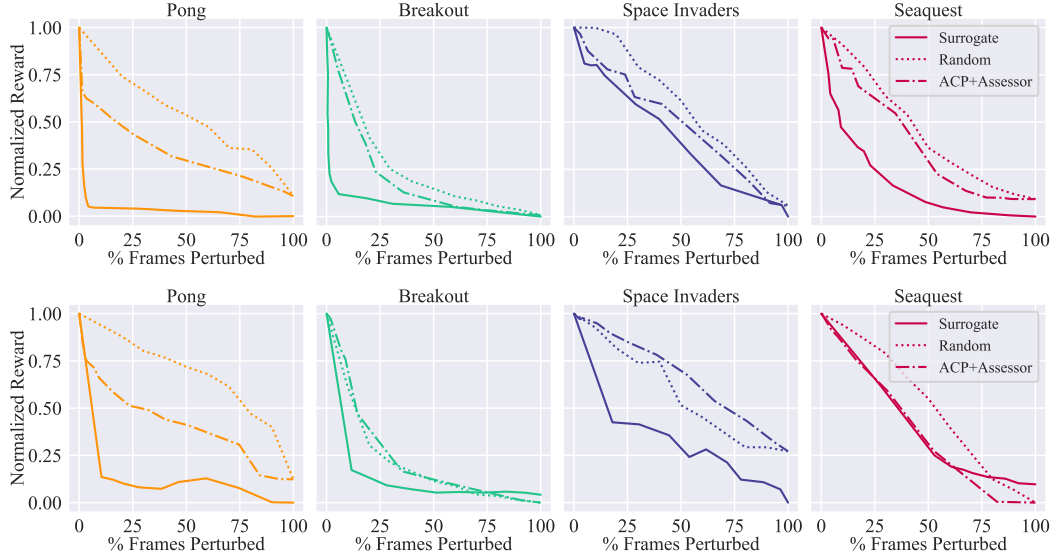 Pong
Breakout
Space Invaders
Seaquest
Normalized Reward
1.00
0.75
0.50
0.25
0.00
Surrogate
Random
ACP+Assessor
0 25 50 75 100
0 25 50 75 100
0 25 50 75 100
0 25 50 75 100
% Frames Perturbed
% Frames Perturbed
% Frames Perturbed
% Frames Perturbed
Pong
Breakout
Space Invaders
Seaquest
Normalized Reward
1.00
0.75
0.50
0.25
0.00
Surrogate
Random
ACP+Assessor
0 25 50 75 100
0 25 50 75 100
0 25 50 75 100
0 25 50 75 100
% Frames Perturbed
% Frames Perturbed
% Frames Perturbed
% Frames Perturbed